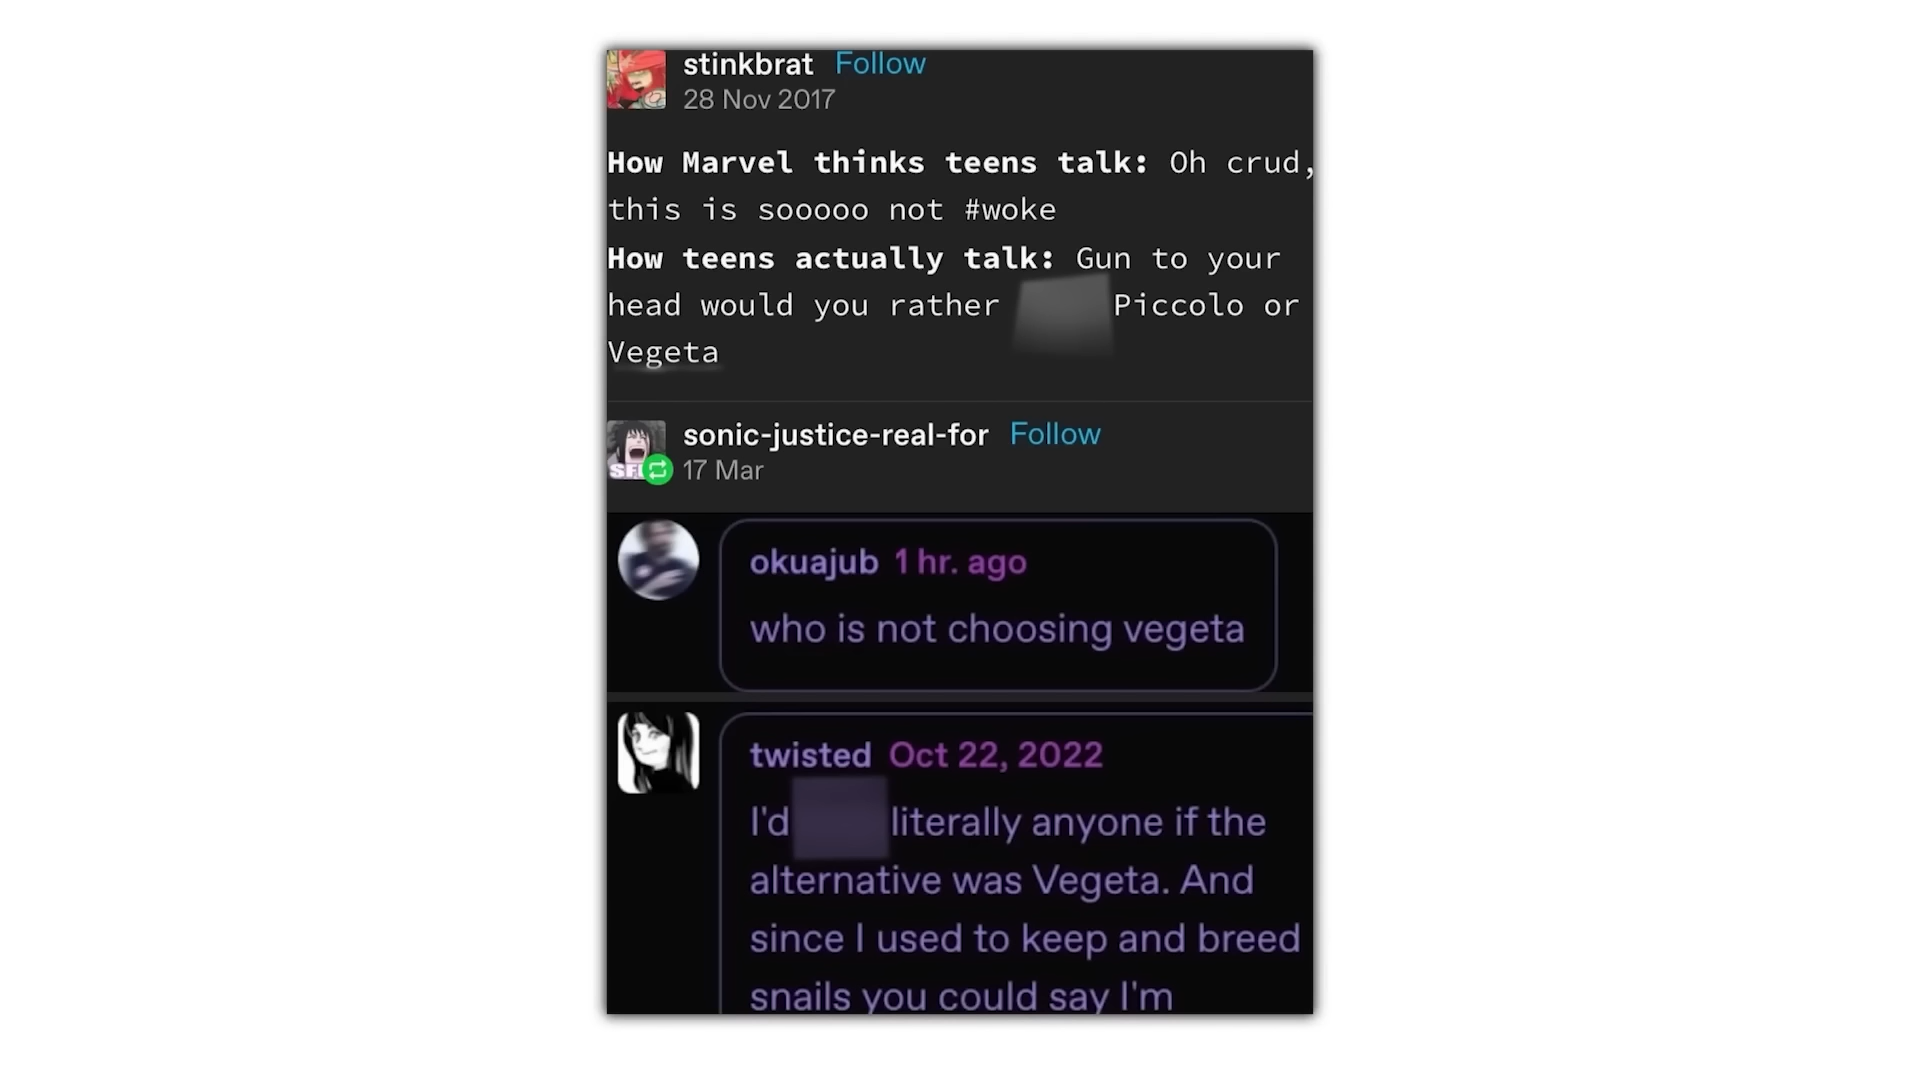 stinkbrat Follow
28 Nov 2017
How Marvel thinks teens talk: Oh crud,
this is sooooo not #woke
How teens actually talk: Gun to your
head would you rather Piccolo or
Vegeta
sonic-justice-real-for Follow
17 Mar
okuajub 1 hr. ago
who is not choosing vegeta
twisted Oct 22, 2022
I'd literally anyone if the
alternative was Vegeta. And
since I used to keep and breed
snails you could say I'm